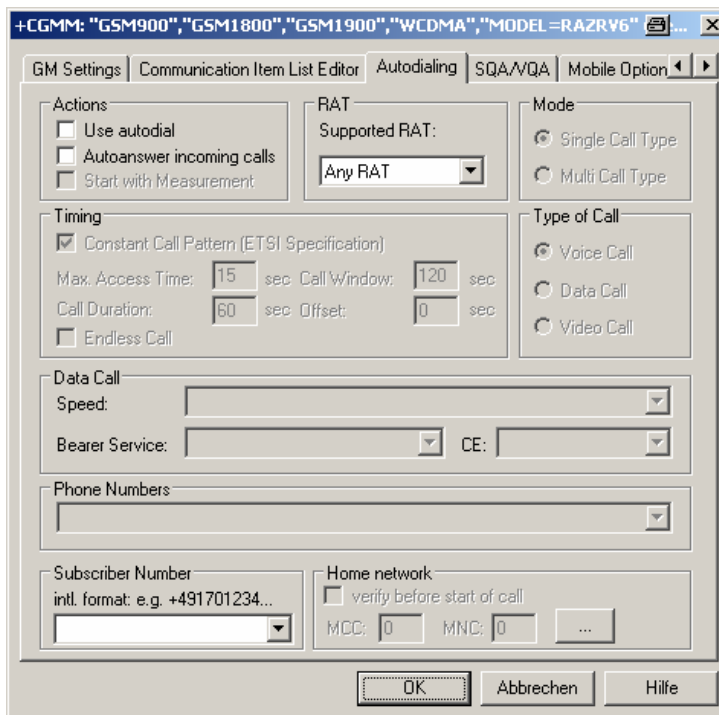 +CGMM: "GSM900","GSM1800","GSM1900","WCDMA","MODEL=RAZRV6" ...
GM Settings Communication Item List Editor Autodialing SQA/VQA Mobile Option
Actions
Use autodial
Autoanswer incoming calls
Start with Measurement
RAT
Supported RAT:
Any RAT
Mode
Single Call Type
Multi Call Type
Timing
Constant Call Pattern (ETSI Specification)
Max. Access Time: 15 sec Call Window: 120 sec
Call Duration: 60 sec Offset: 0 sec
Endless Call
Type of Call
Voice Call
Data Call
Video Call
Data Call
Speed:
Bearer Service: CE:
Phone Numbers
Subscriber Number
intl. format: e.g. +491701234...
Home network
verify before start of call
MCC: 0 MNC: 0 ...
OK Abbrechen Hilfe